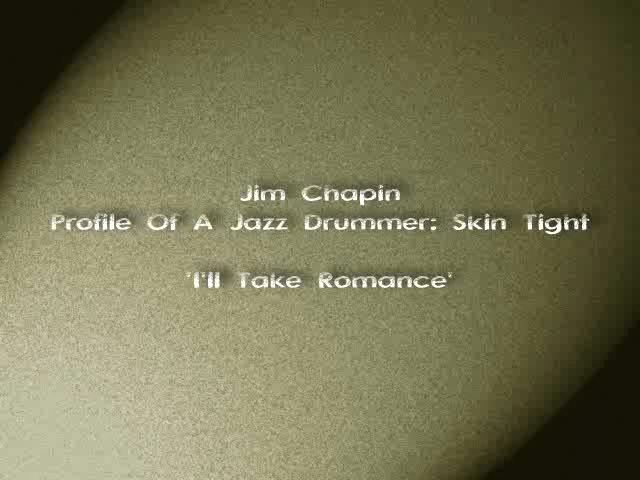 Jim Chapin
Profile Of A Jazz Drummer: Skin Tight
'I'll Take Romance'